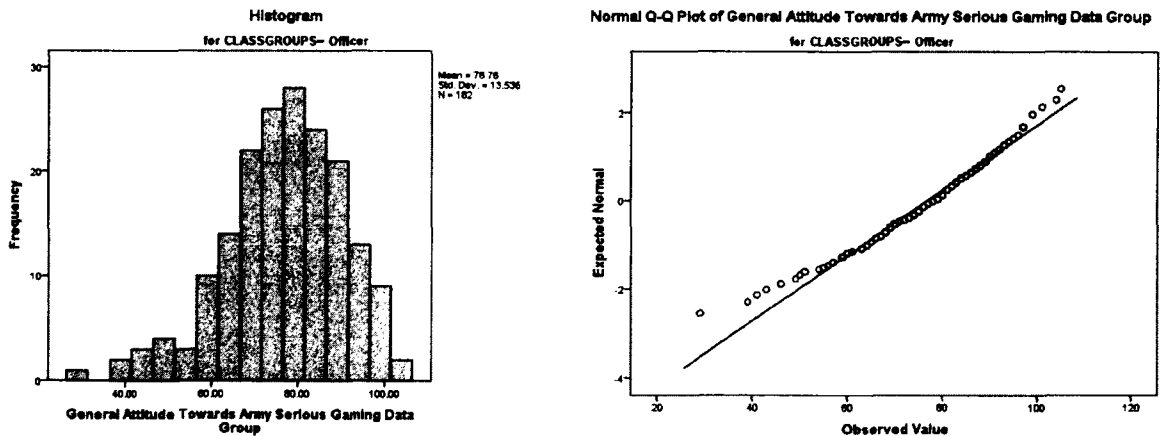 Histogram
for CLASSGROUPS= Officer
Mean = 76.76
Std. Dev. = 13.536
N = 182
Frequency
30
20
10
0
40.00 60.00 80.00 100.00
General Attitude Towards Army Serious Gaming Data
Group
Normal Q-Q Plot of General Attitude Towards Army Serious Gaming Data Group
for CLASSGROUPS= Officer
Expected Normal
2
0
-2
-4
20 40 60 80 100 120
Observed Value